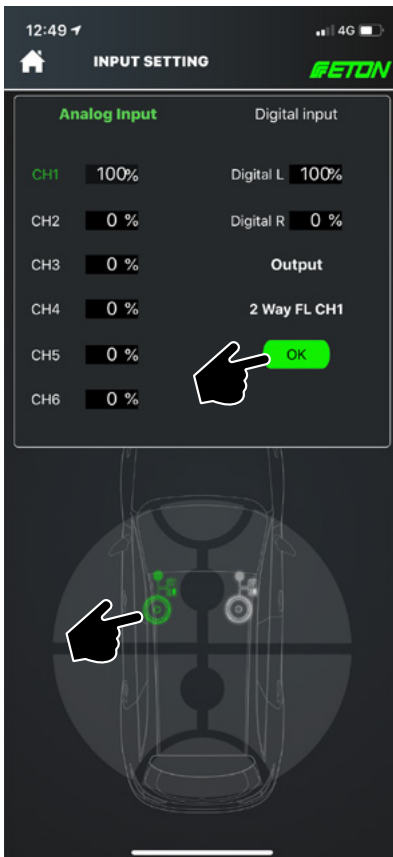 12:49 4G
INPUT SETTING
ETON
Analog Input Digital input
CH1 100% Digital L 100%
CH2 0 % Digital R 0 %
CH3 0 % Output
CH4 0 % 2 Way FL CH1
CH5 0 % OK
CH6 0 %